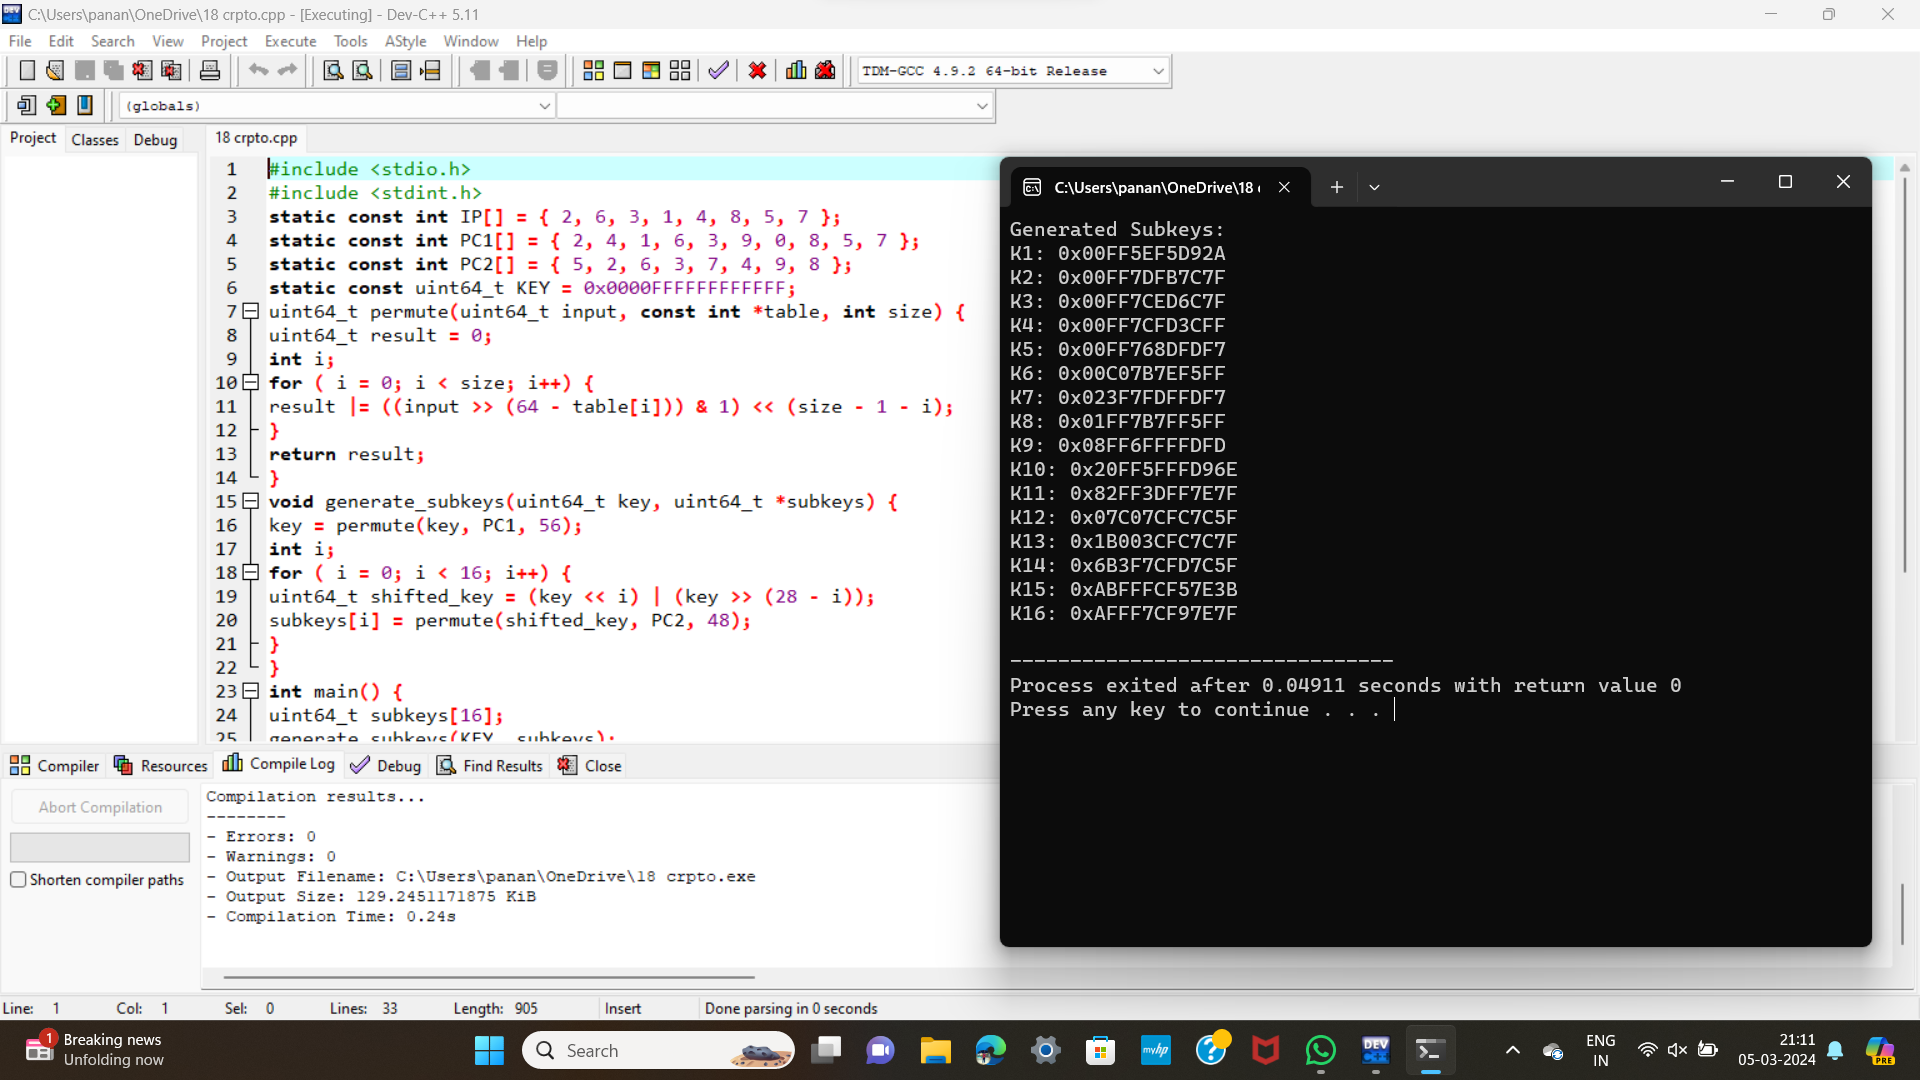 C:\Users\panan\OneDrive\18 crpto.cpp - [Executing] - Dev-C++ 5.11
File Edit Search View Project Execute Tools AStyle Window Help
TDM-GCC 4.9.2 64-bit Release
(globals)
Project Classes Debug
18 crpto.cpp
1 #include <stdio.h>
2 #include <stdint.h>
3 static const int IP[] = { 2, 6, 3, 1, 4, 8, 5, 7 };
4 static const int PC1[] = { 2, 4, 1, 6, 3, 9, 0, 8, 5, 7 };
5 static const int PC2[] = { 5, 2, 6, 3, 7, 4, 9, 8 };
6 static const uint64_t KEY = 0x0000FFFFFFFFFFFF;
7 uint64_t permute(uint64_t input, const int *table, int size) {
8 uint64_t result = 0;
9 int i;
10 for ( i = 0; i < size; i++) {
11 result |= ((input >> (64 - table[i])) & 1) << (size - 1 - i);
12 }
13 return result;
14 }
15 void generate_subkeys(uint64_t key, uint64_t *subkeys) {
16 key = permute(key, PC1, 56);
17 int i;
18 for ( i = 0; i < 16; i++) {
19 uint64_t shifted_key = (key << i) | (key >> (28 - i));
20 subkeys[i] = permute(shifted_key, PC2, 48);
21 }
22 }
23 int main() {
24 uint64_t subkeys[16];
25 generate_subkeys(KEY, subkeys);
C:\Users\panan\OneDrive\18
Generated Subkeys:
K1: 0x00FF5EF5D92A
K2: 0x00FF7DFB7C7F
K3: 0x00FF7CED6C7F
K4: 0x00FF7CFD3CFF
K5: 0x00FF768DFDF7
K6: 0x00C07B7EF5FF
K7: 0x023F7FDFFDF7
K8: 0x01FF7B7FF5FF
K9: 0x08FF6FFFFDFD
K10: 0x20FF5FFFD96E
K11: 0x82FF3DFF7E7F
K12: 0x07C07CFC7C5F
K13: 0x1B003CFC7C7F
K14: 0x6B3F7CFD7C5F
K15: 0xABFFFCF57E3B
K16: 0xAFFF7CF97E7F
--------------------------------
Process exited after 0.04911 seconds with return value 0
Press any key to continue . . .
Compiler Resources Compile Log Debug Find Results Close
Abort Compilation
Shorten compiler paths
Compilation results...
--------
- Errors: 0
- Warnings: 0
- Output Filename: C:\Users\panan\OneDrive\18 crpto.exe
- Output Size: 129.2451171875 KiB
- Compilation Time: 0.24s
Line: 1 Col: 1 Sel: 0 Lines: 33 Length: 905 Insert Done parsing in 0 seconds
1
Breaking news
Unfolding now
Search
myhp
DEV
C++
ENG
IN
21:11
05-03-2024
PRE